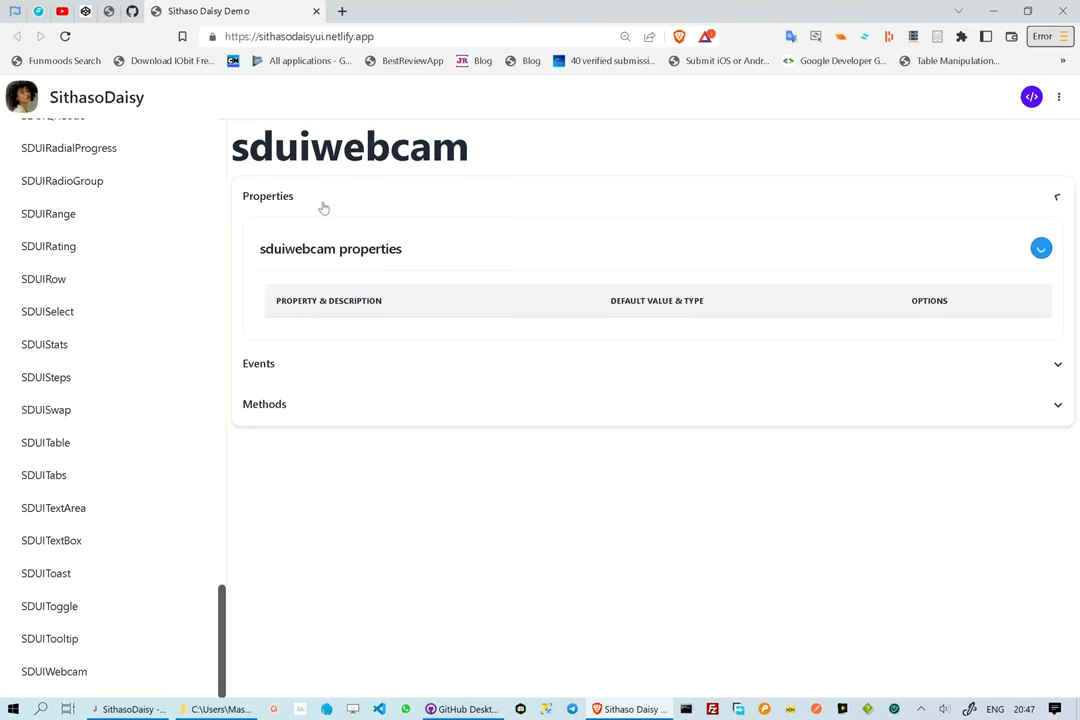 Sithaso Daisy Demo
https://sithasodaisyui.netlify.app
Error
Funmoods Search
Download IObit Fre...
All applications - G...
BestReviewApp
JR Blog
Blog
40 verified submissi...
Submit iOS or Andr...
Google Developer G...
Table Manipulation...
»
SithasoDaisy
SDUIRadialProgress
SDUIRadioGroup
SDUIRange
SDUIRating
SDUIRow
SDUISelect
SDUIStats
SDUISteps
SDUISwap
SDUITable
SDUITabs
SDUITextArea
SDUITextBox
SDUIToast
SDUIToggle
SDUITooltip
SDUIWebcam
sduiwebcam
Properties
sduiwebcam properties
PROPERTY & DESCRIPTION
DEFAULT VALUE & TYPE
OPTIONS
Events
Methods
SithasoDaisy -...
C:\Users\Mas...
GitHub Deskt...
Sithaso Daisy ...
ENG
20:47